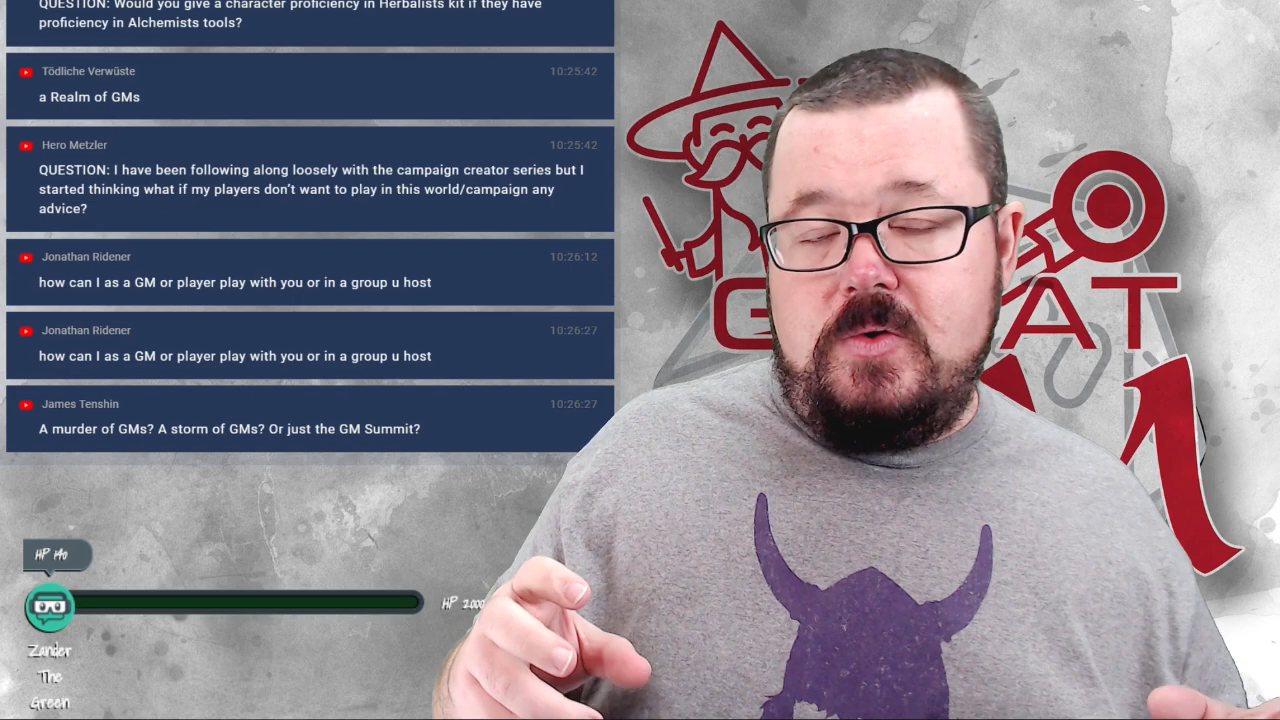 QUESTION: Would you give a character proficiency in Herbalists kit if they have
proficiency in Alchemists tools?
Tödliche Verwüste 10:25:42
a Realm of GMs
Hero Metzler 10:25:42
QUESTION: I have been following along loosely with the campaign creator series but I
started thinking what if my players don't want to play in this world/campaign any
advice?
Jonathan Ridener 10:26:12
how can I as a GM or player play with you or in a group u host
Jonathan Ridener 10:26:27
how can I as a GM or player play with you or in a group u host
James Tenshin 10:26:27
A murder of GMs? A storm of GMs? Or just the GM Summit?
HP 140
HP 2000
Zander
The
Green